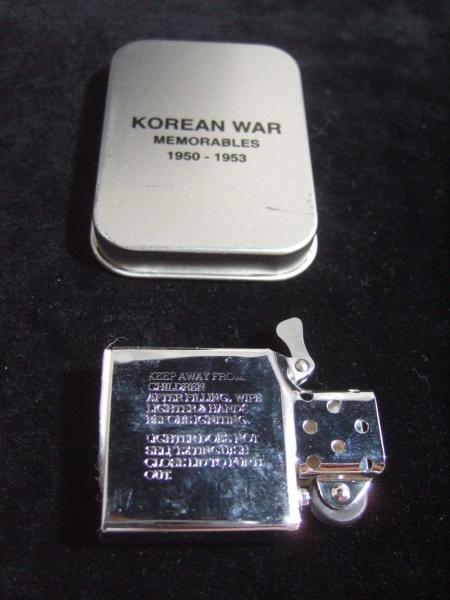 KOREAN WAR
MEMORABLES
1950 - 1953
KEEP AWAY FROM
CHILDREN
AFTER FILLING, WIPE
LIGHTER & HANDS
BEFORE IGNITING.
LIGHTER DOES NOT
SELF EXTINGUISH
CLOSE LID TO PUT IT
OUT.